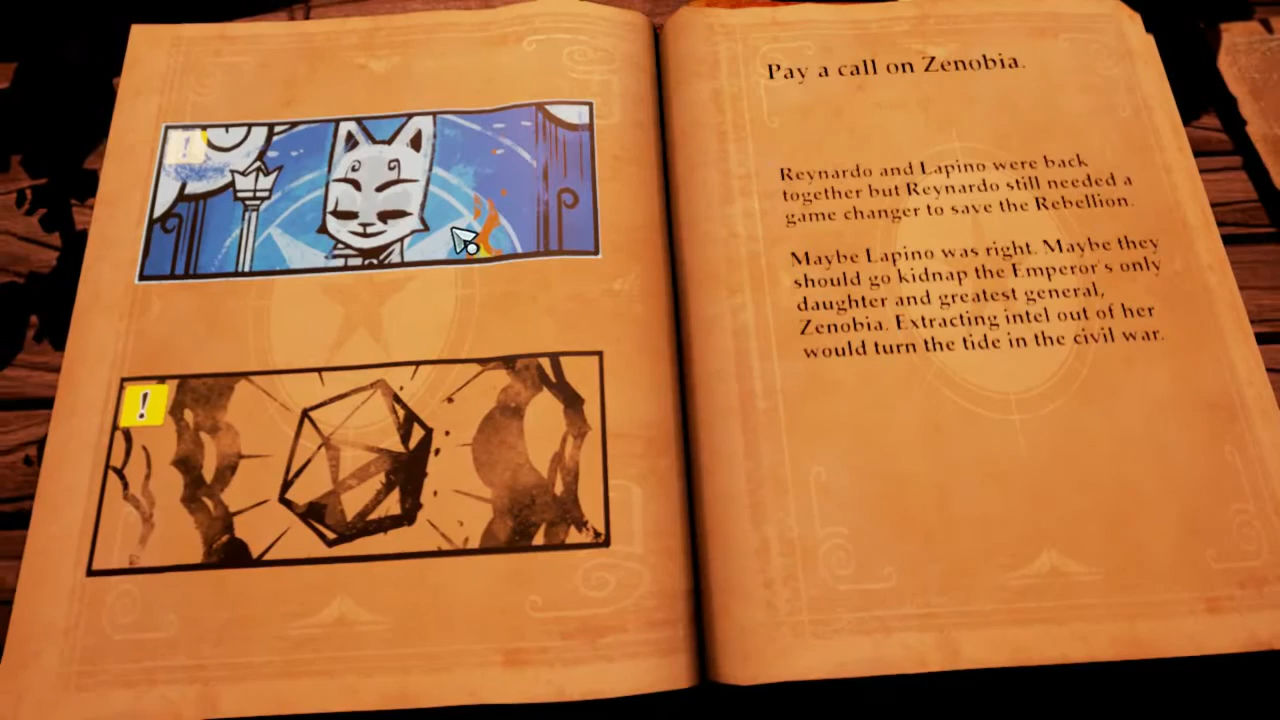 !
!
Pay a call on Zenobia.
Reynardo and Lapino were back
together but Reynardo still needed a
game changer to save the Rebellion.
Maybe Lapino was right. Maybe they
should go kidnap the Emperor's only
daughter and greatest general,
Zenobia. Extracting intel out of her
would turn the tide in the civil war.